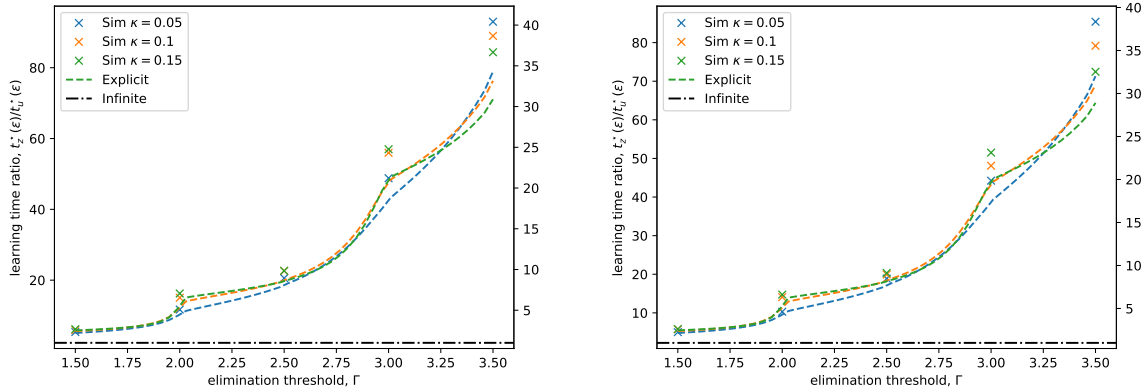 Sim κ = 0.05
Sim κ = 0.1
Sim κ = 0.15
Explicit
Infinite
learning time ratio, t_z^⋆(ε)/t_u^⋆(ε)
80
60
40
20
40
35
30
25
20
15
10
5
1.50 1.75 2.00 2.25 2.50 2.75 3.00 3.25 3.50
elimination threshold, Γ
Sim κ = 0.05
Sim κ = 0.1
Sim κ = 0.15
Explicit
Infinite
learning time ratio, t_z^⋆(ε)/t_u^⋆(ε)
80
70
60
50
40
30
20
10
40
35
30
25
20
15
10
5
1.50 1.75 2.00 2.25 2.50 2.75 3.00 3.25 3.50
elimination threshold, Γ